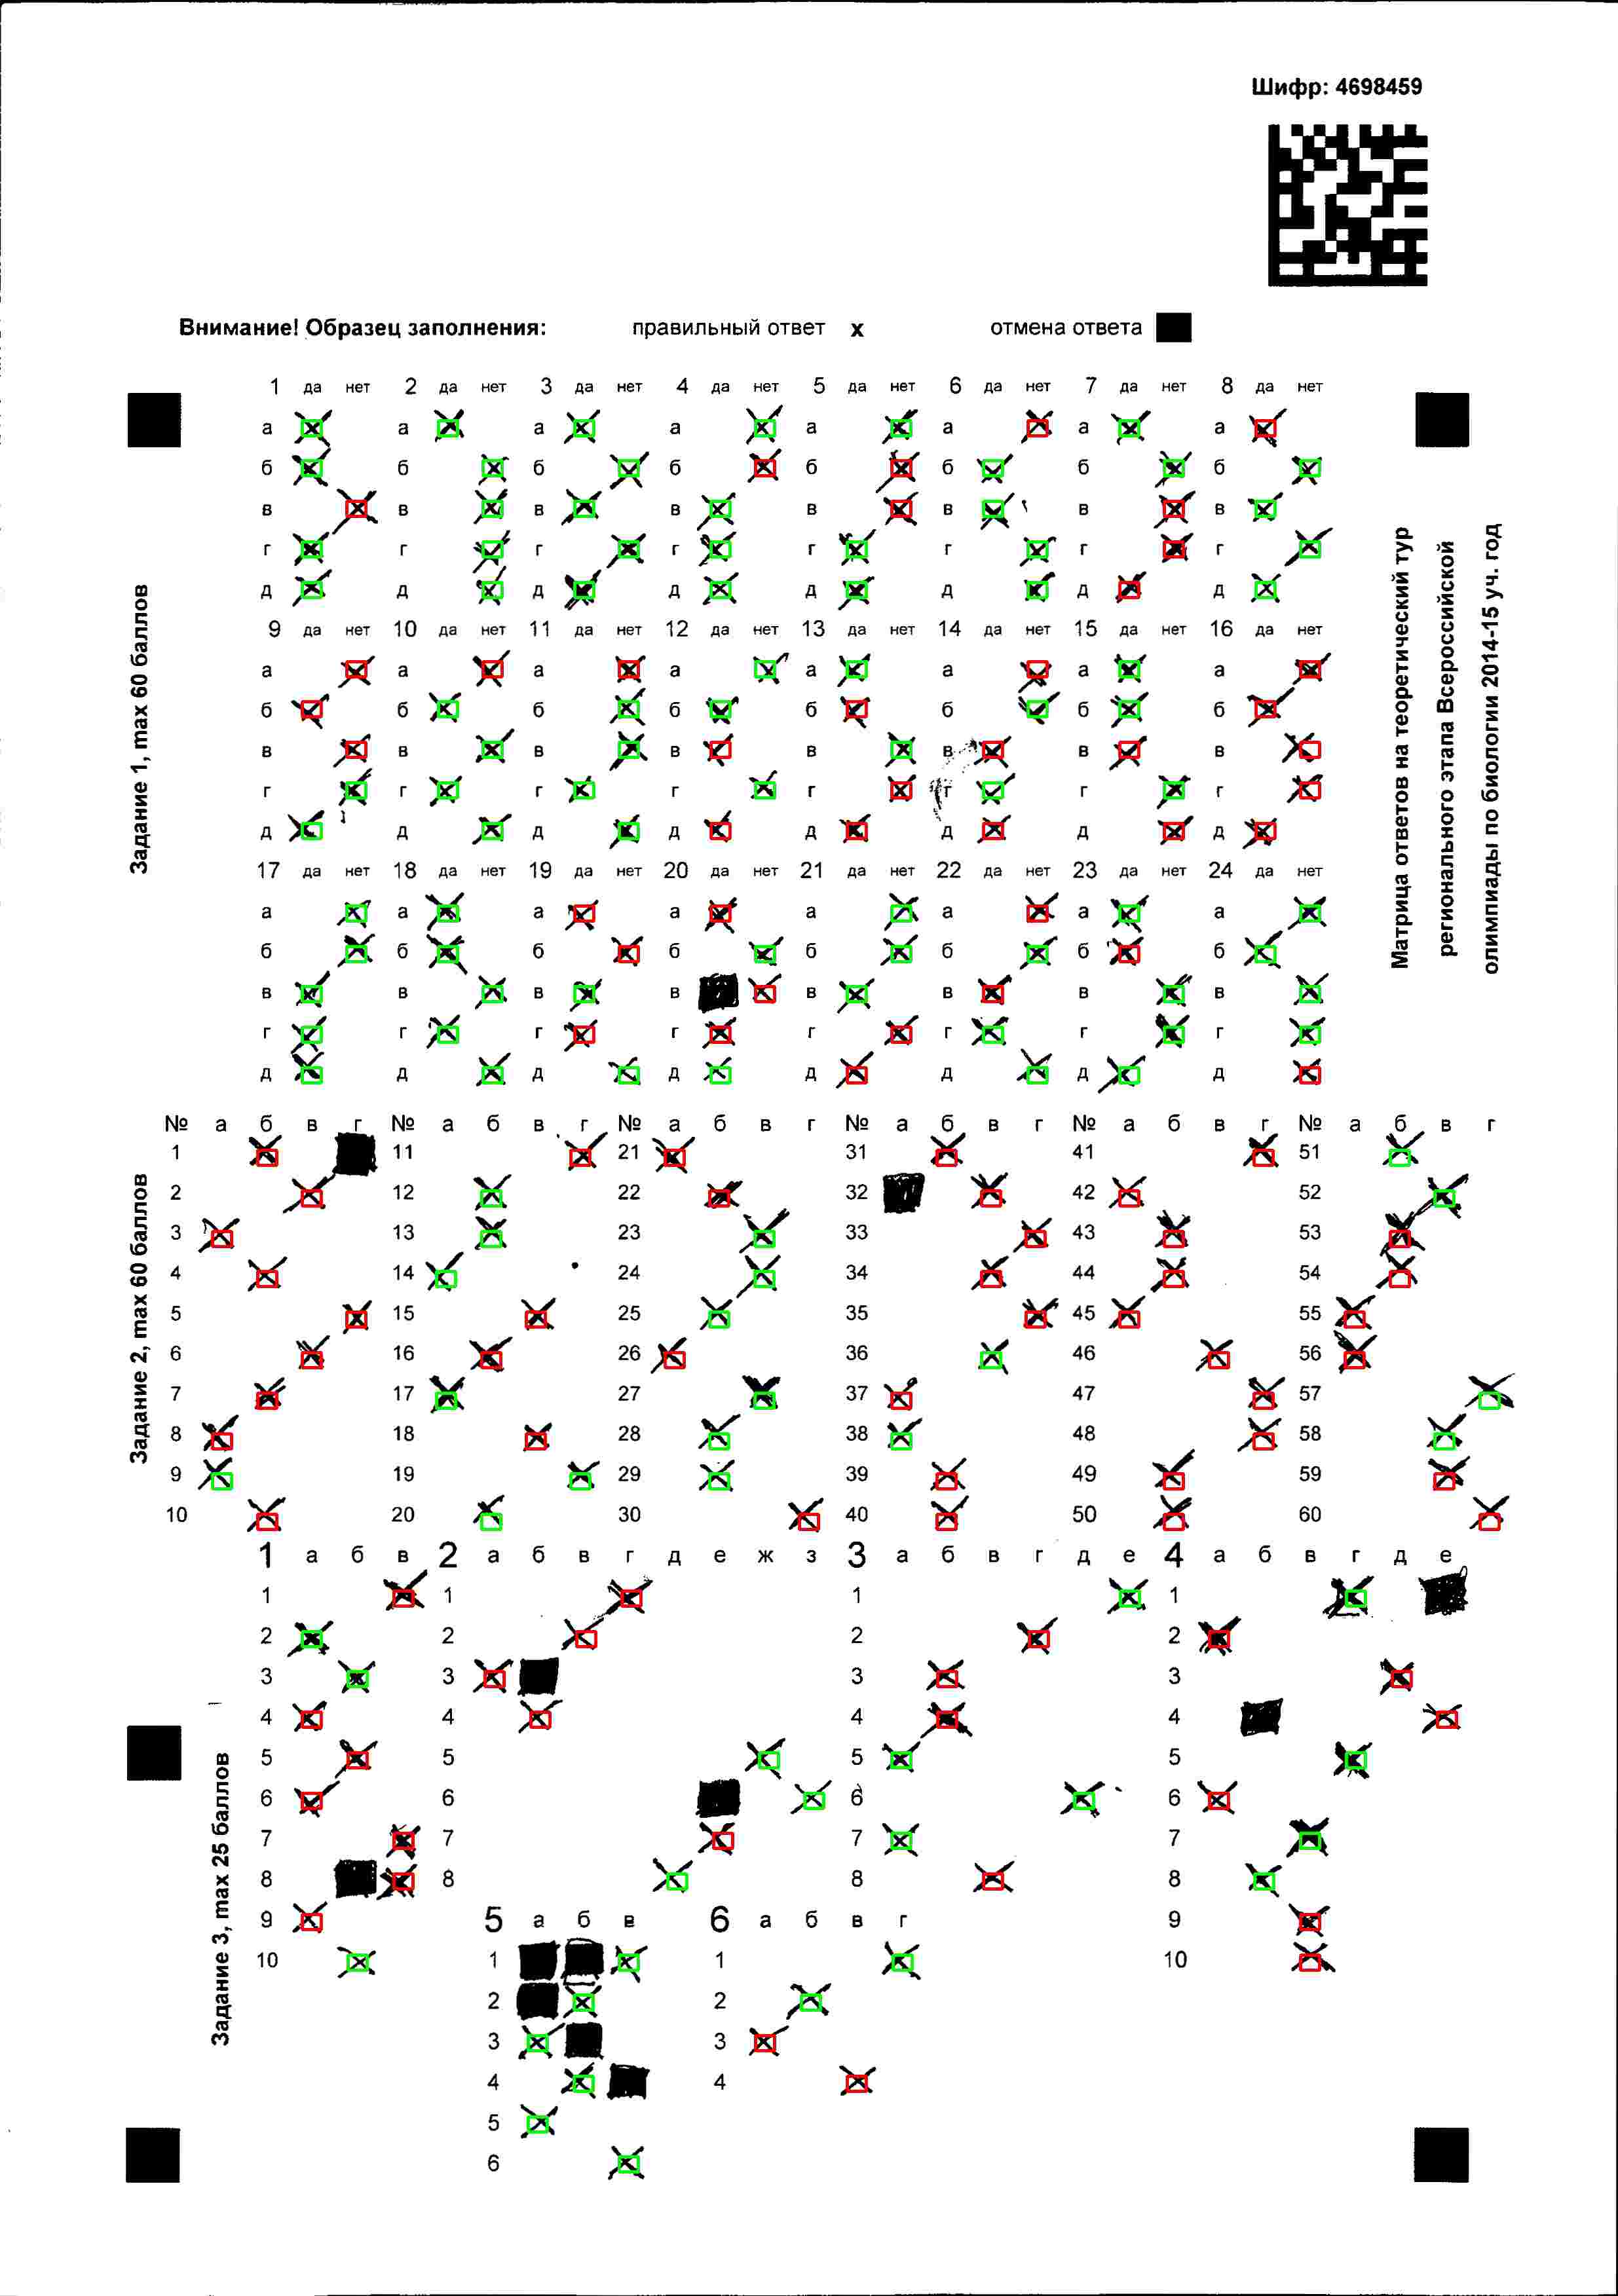 Шифр: 4698459
Внимание! Образец заполнения: правильный ответ x отмена ответа
1 да нет 2 да нет 3 да нет 4 да нет 5 да нет 6 да нет 7 да нет 8 да нет
а а а а а а а а
б б б б б б б б
в в в в в в в в
г г г г г г г г
д д д д д д д д
9 да нет 10 да нет 11 да нет 12 да нет 13 да нет 14 да нет 15 да нет 16 да нет
а а а а а а а
б б б б б б б б
в в в в в в в в
г г г г г г г г
д д д д д д д д
17 да нет 18 да нет 19 да нет 20 да нет 21 да нет 22 да нет 23 да нет 24 да нет
а а а а а а а а
б б б б б б б б
в в в в в в в в
г г г г г г г г
д д д д д д д д
Задание 1, max 60 баллов
Матрица ответов на теоретический тур
регионального этапа Всероссийской
олимпиады по биологии 2014-15 уч. год
№ а б в г № а б в г № а б в г № а б в г № а б в г № а б в г
1 11 21 31 41 51
2 12 22 32 42 52
3 13 23 33 43 53
4 14 24 34 44 54
5 15 25 35 45 55
6 16 26 36 46 56
7 17 27 37 47 57
8 18 28 38 48 58
9 19 29 39 49 59
10 20 30 40 50 60
Задание 2, max 60 баллов
1 а б в 2 а б в г д е ж з 3 а б в г д е 4 а б в г д е
1 1 1 1
2 2 2 2
3 3 3 3
4 4 4 4
5 5 5 5
6 6 6 6
7 7 7 7
8 8 8 8
9 5 а б в 6 а б в г 9
10 1 1 10
2 2
3 3
4 4
5
6
Задание 3, max 25 баллов